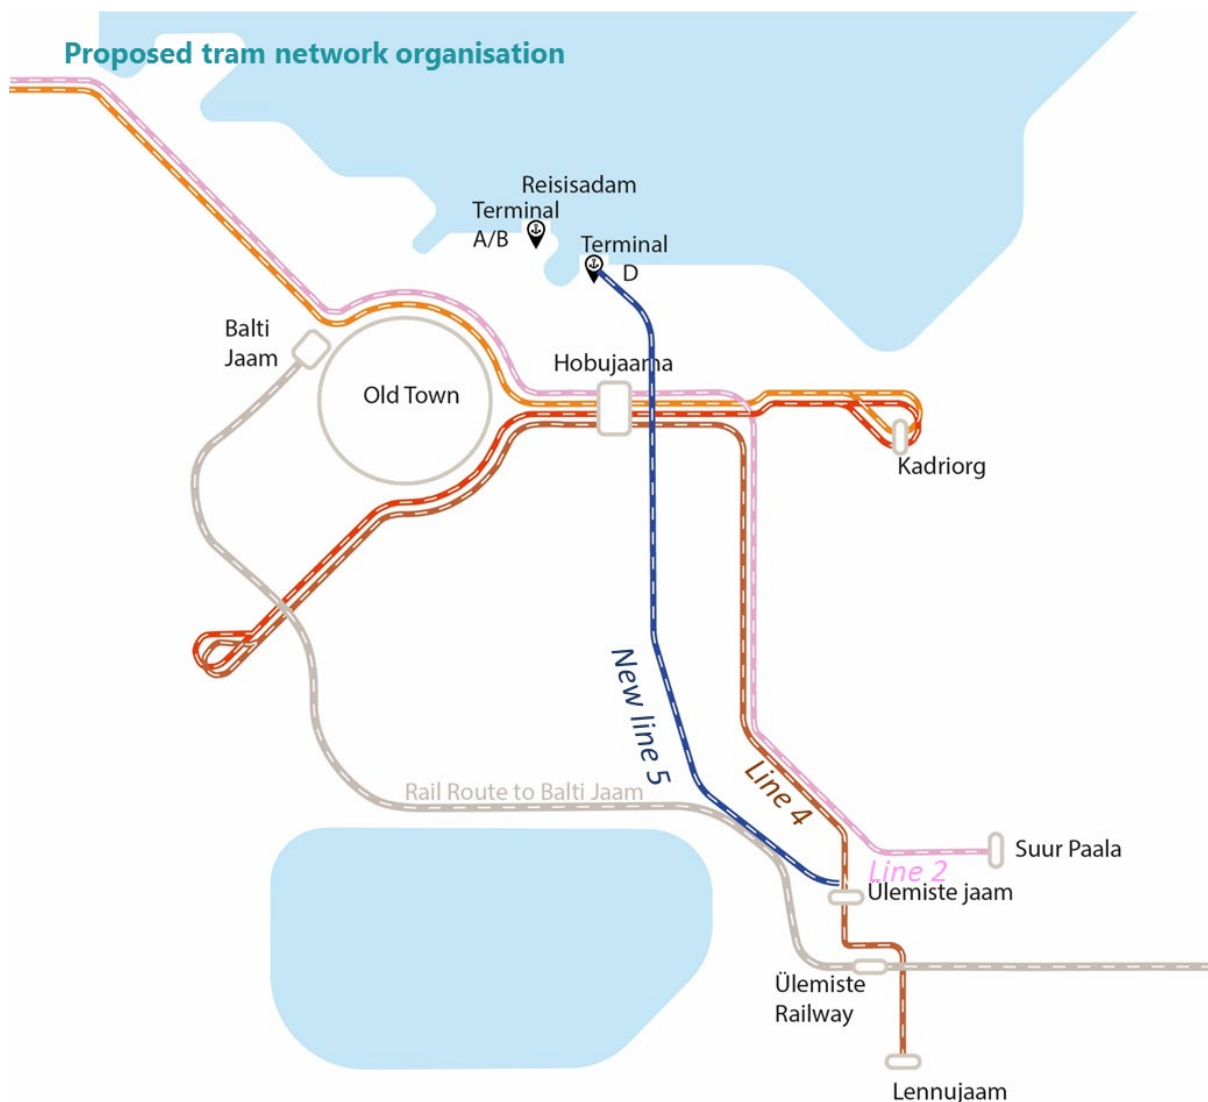 Proposed tram network organisation
Reisisadam
Terminal
A/B
Terminal
D
Balti
Jaam
Hobujaama
Old Town
Kadriorg
New line 5
Line 4
Rail Route to Balti Jaam
Suur Paala
Line 2
Ülemiste jaam
Ülemiste
Railway
Lennujaam